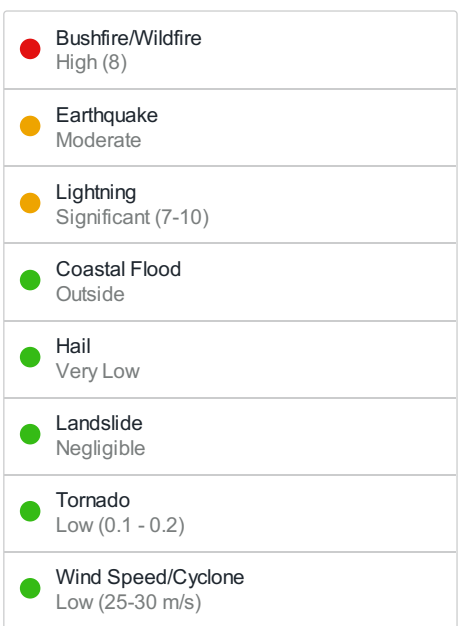 Bushfire/Wildfire
High (8)
Earthquake
Moderate
Lightning
Significant (7-10)
Coastal Flood
Outside
Hail
Very Low
Landslide
Negligible
Tornado
Low (0.1 - 0.2)
Wind Speed/Cyclone
Low (25-30 m/s)